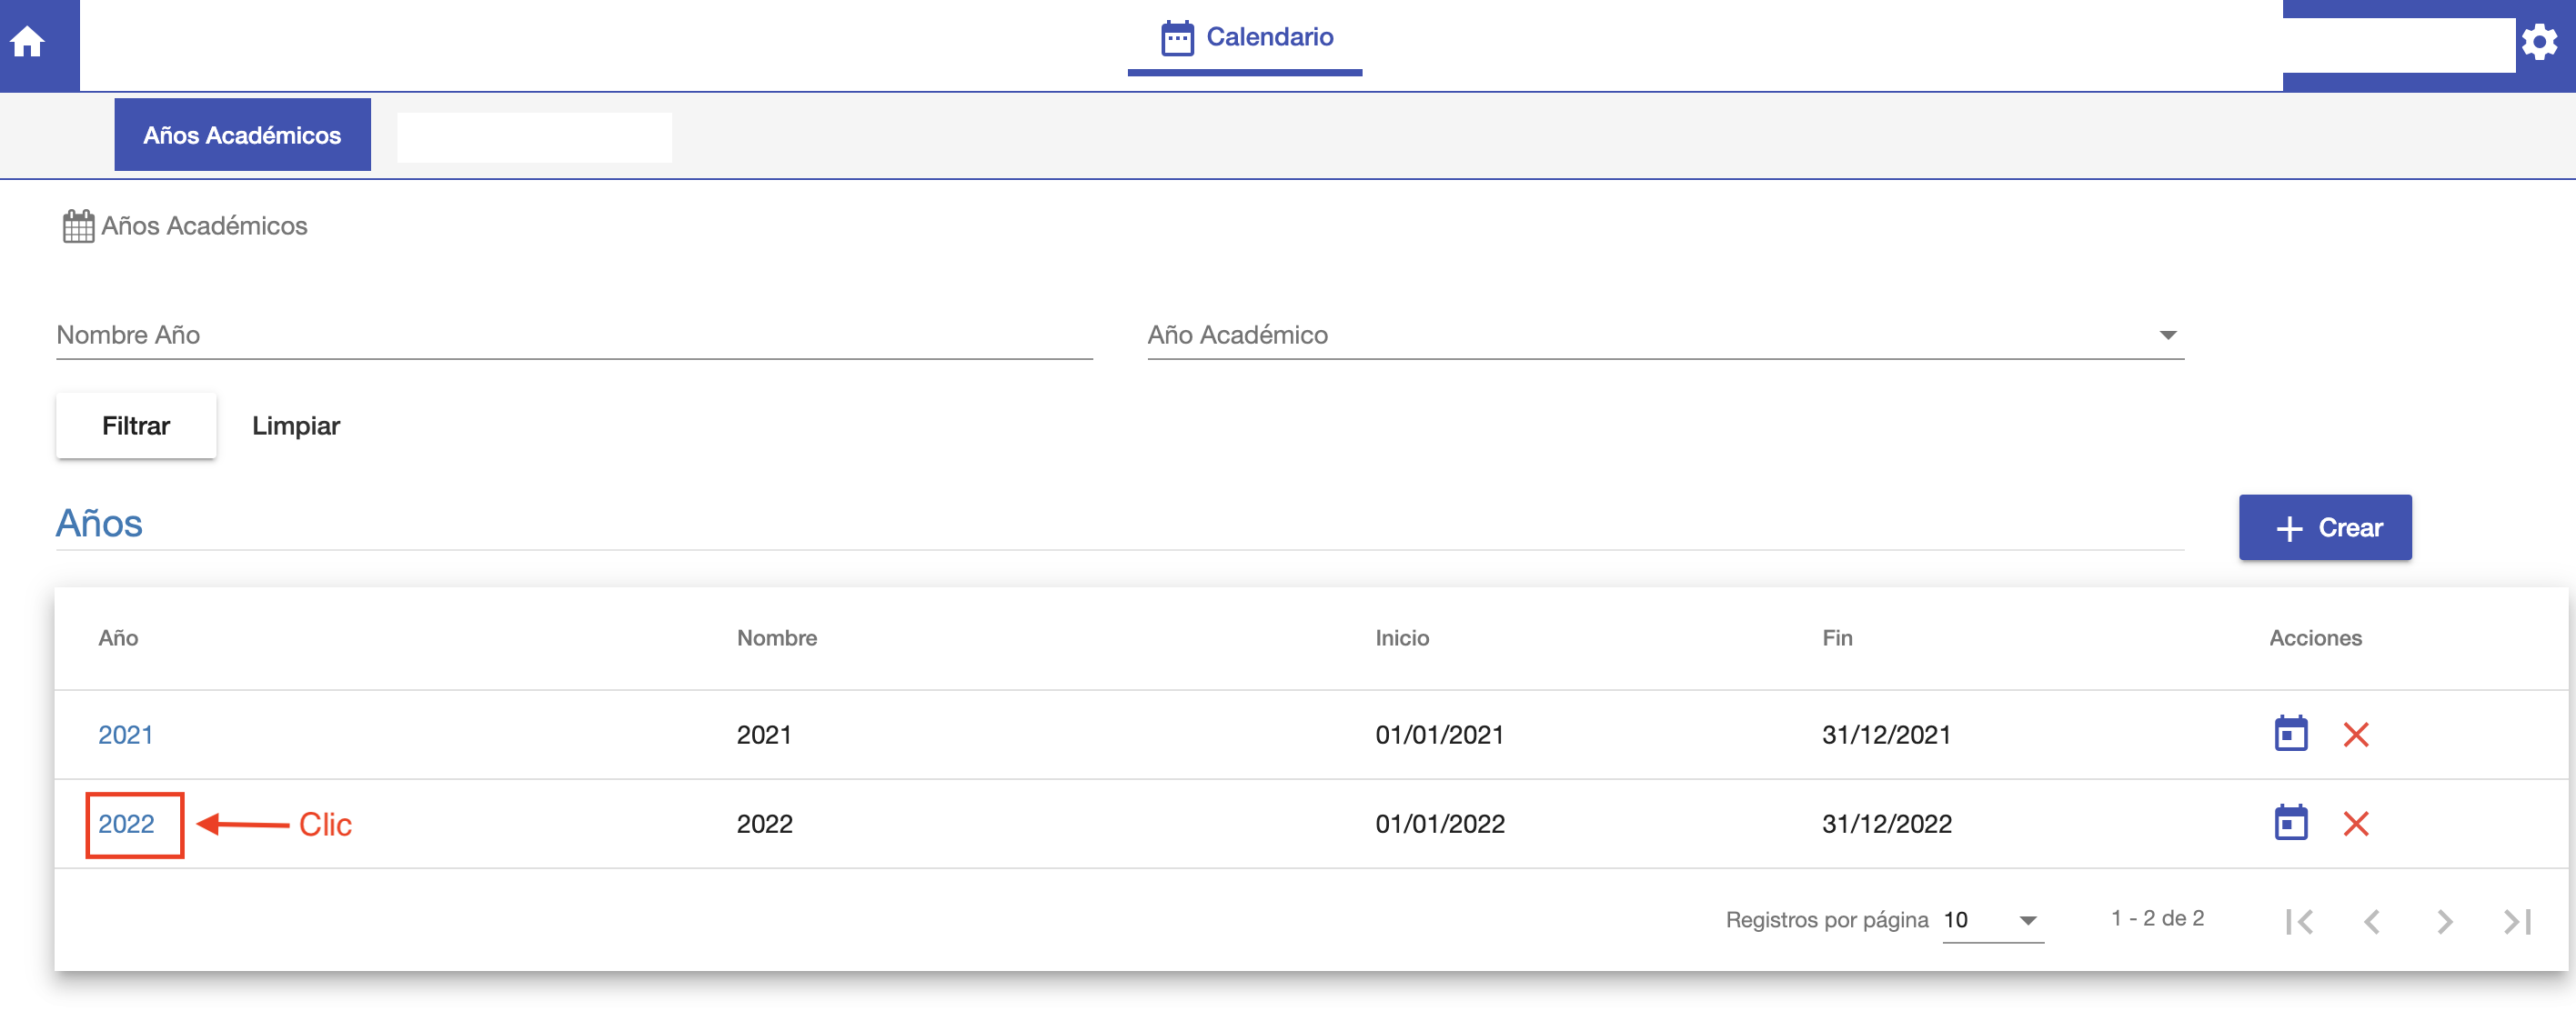 Calendario
Años Académicos
Años Académicos
Nombre Año Año Académico
Filtrar Limpiar
Años + Crear
Año Nombre Inicio Fin Acciones
2021 2021 01/01/2021 31/12/2021
2022 Clic 2022 01/01/2022 31/12/2022
Registros por página 10 1 - 2 de 2